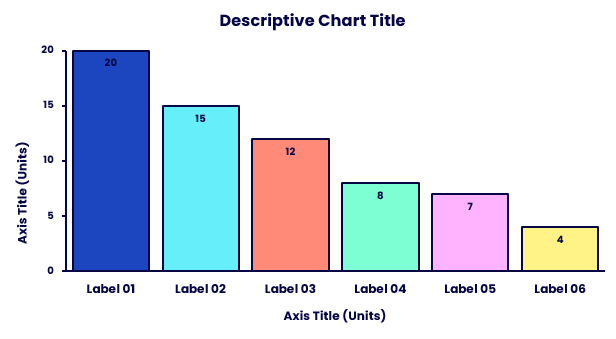 Descriptive Chart Title
Axis Title (Units)
20
15
10
5
0
20
15
12
8
7
4
Label 01
Label 02
Label 03
Label 04
Label 05
Label 06
Axis Title (Units)